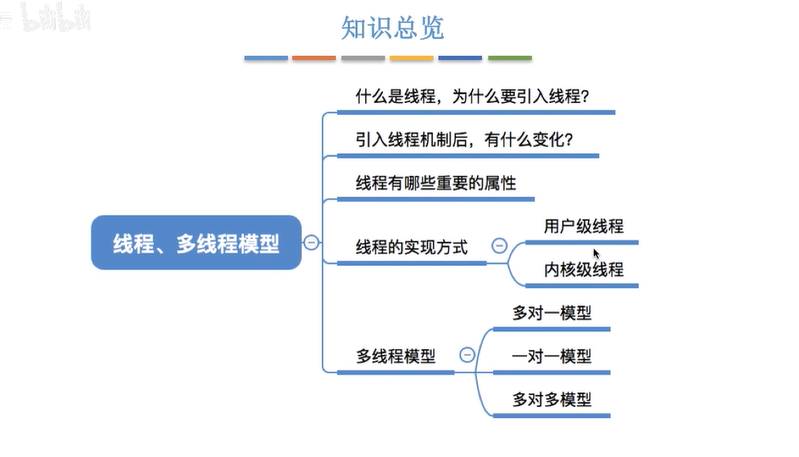 bilibili
知识总览
什么是线程，为什么要引入线程？
引入线程机制后，有什么变化？
线程有哪些重要的属性
线程、多线程模型
线程的实现方式
用户级线程
内核级线程
多线程模型
多对一模型
一对一模型
多对多模型